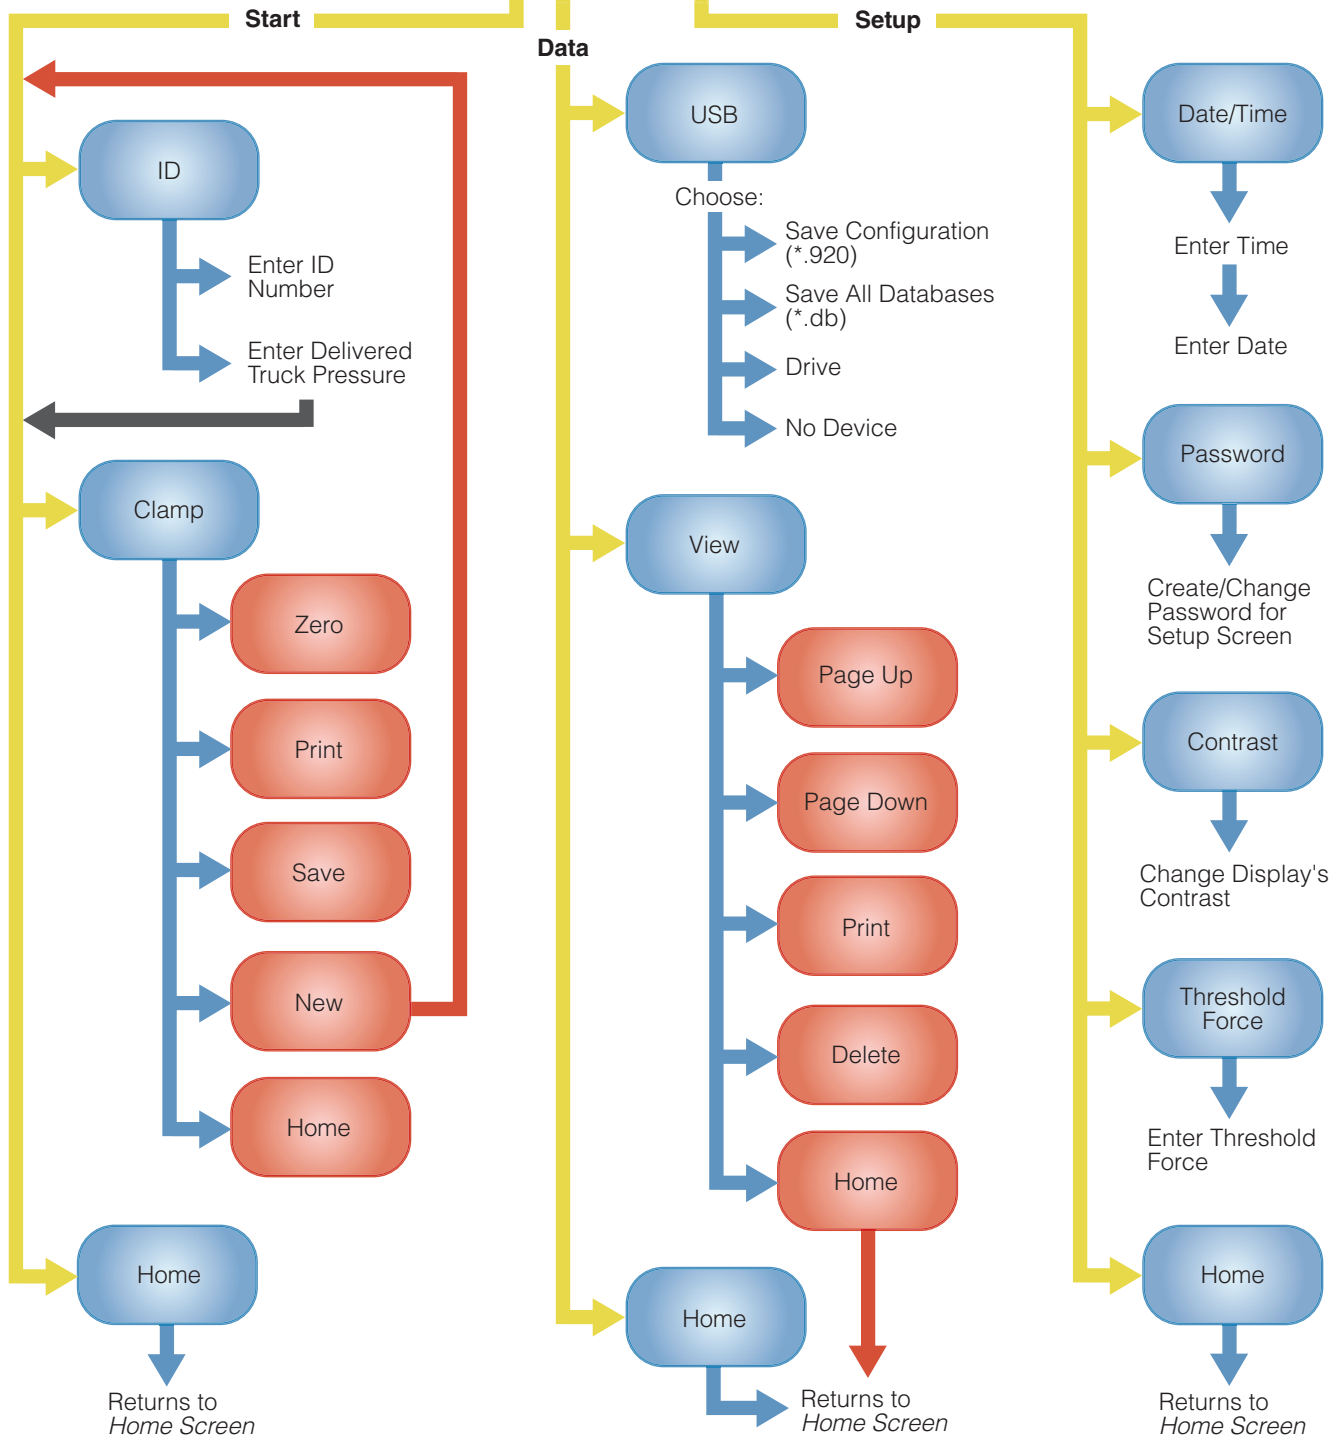 Start
Data
Setup
ID
Enter ID
Number
Enter Delivered
Truck Pressure
Clamp
Zero
Print
Save
New
Home
Home
Returns to
Home Screen
USB
Choose:
Save Configuration
(*.920)
Save All Databases
(*.db)
Drive
No Device
View
Page Up
Page Down
Print
Delete
Home
Home
Returns to
Home Screen
Date/Time
Enter Time
Enter Date
Password
Create/Change
Password for
Setup Screen
Contrast
Change Display's
Contrast
Threshold
Force
Enter Threshold
Force
Home
Returns to
Home Screen